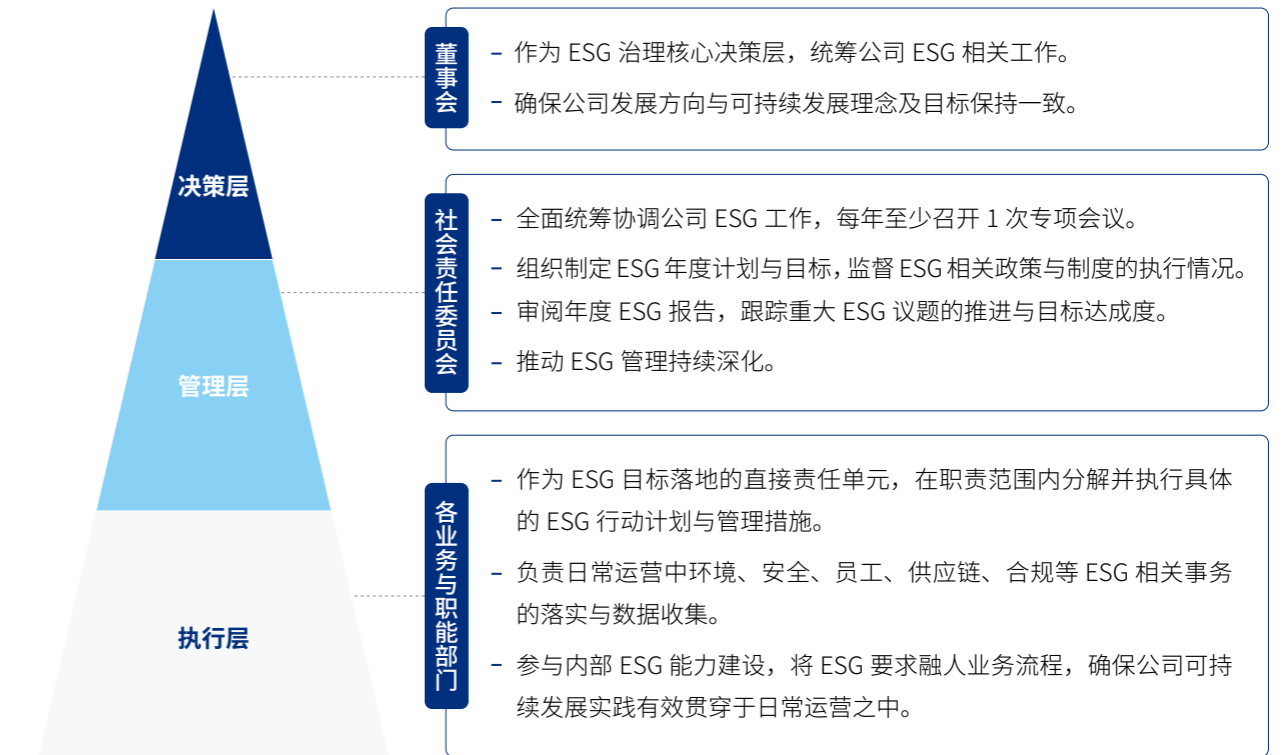 董事会
– 作为 ESG 治理核心决策层，统筹公司 ESG 相关工作。
– 确保公司发展方向与可持续发展理念及目标保持一致。
决策层
社会责任委员会
– 全面统筹协调公司 ESG 工作，每年至少召开 1 次专项会议。
– 组织制定 ESG 年度计划与目标，监督 ESG 相关政策与制度的执行情况。
– 审阅年度 ESG 报告，跟踪重大 ESG 议题的推进与目标达成度。
– 推动 ESG 管理持续深化。
管理层
各业务与职能部门
– 作为 ESG 目标落地的直接责任单元，在职责范围内分解并执行具体
的 ESG 行动计划与管理措施。
– 负责日常运营中环境、安全、员工、供应链、合规等 ESG 相关事务
的落实与数据收集。
– 参与内部 ESG 能力建设，将 ESG 要求融人业务流程，确保公司可持
续发展实践有效贯穿于日常运营之中。
执行层